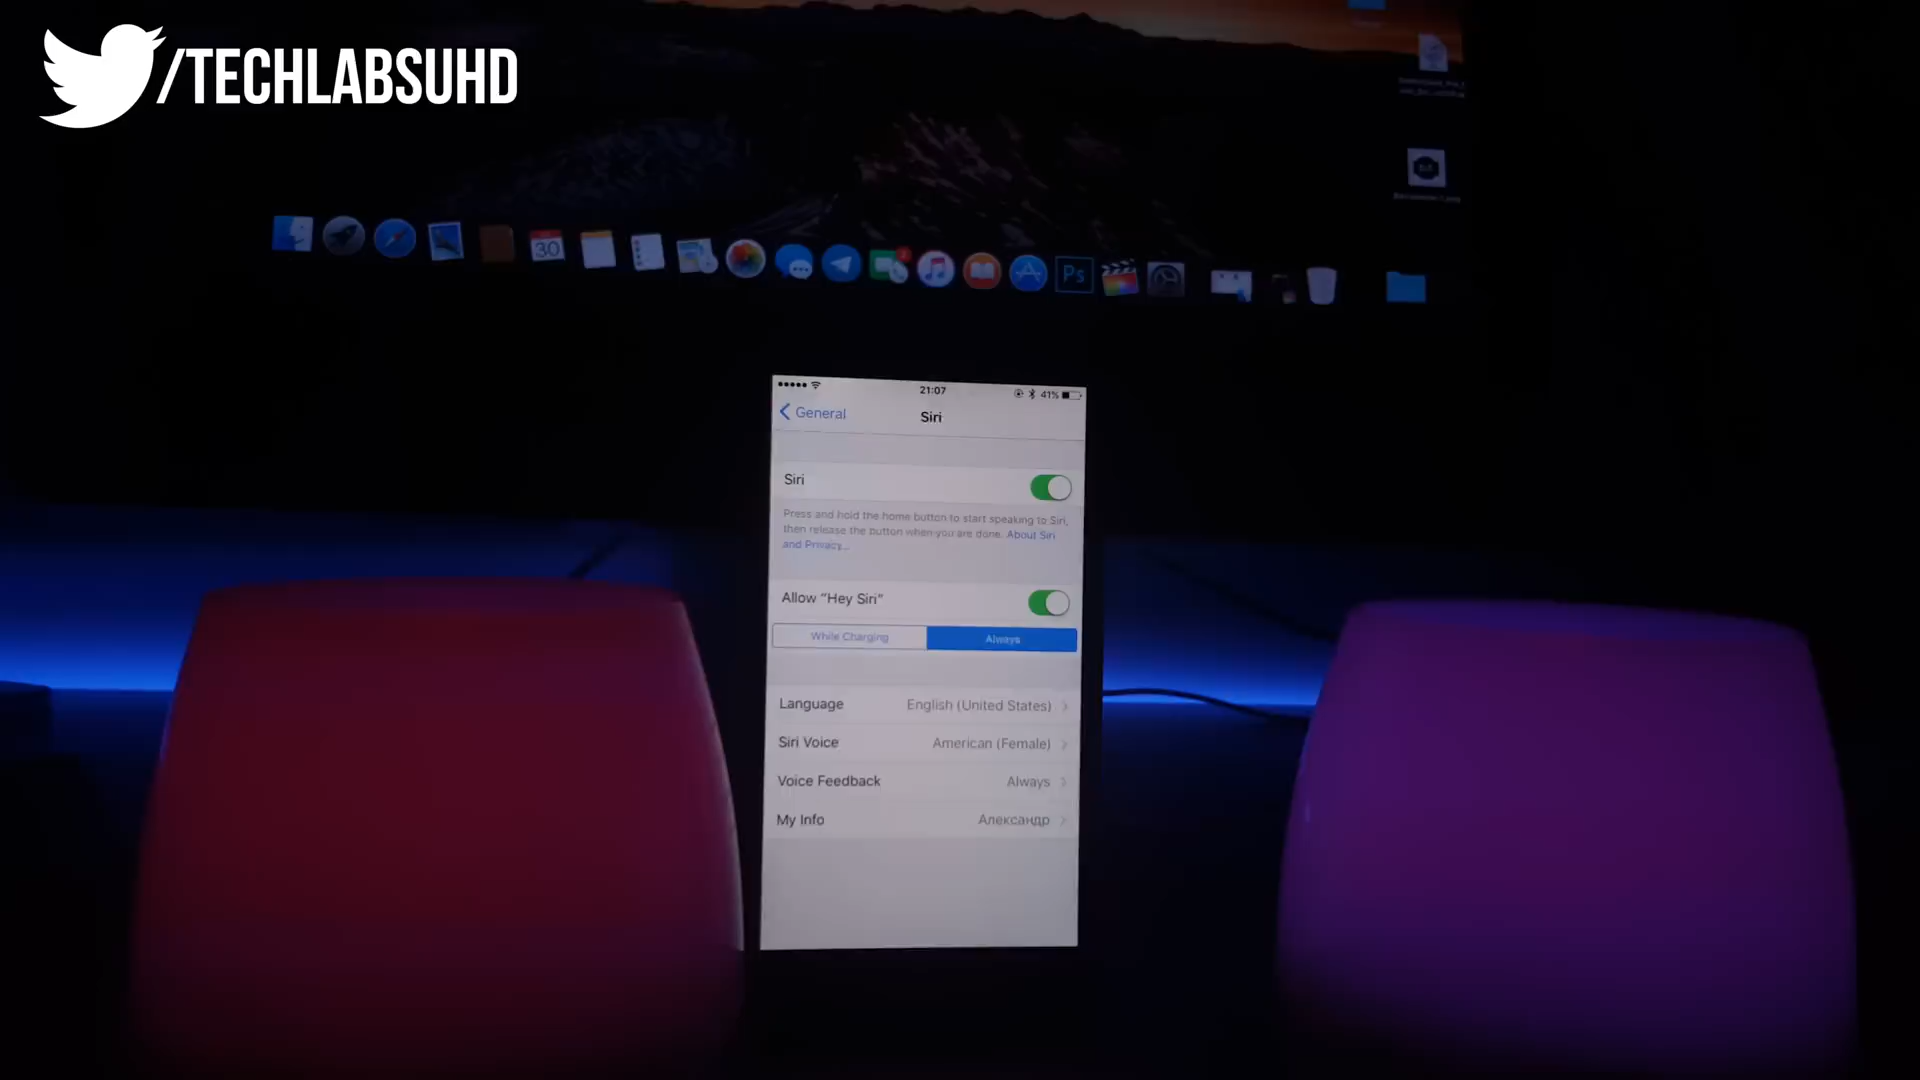 /TECHLABSUHD
30
Ps
21:07
41%
General
Siri
Siri
Press and hold the home button to start speaking to Siri,
then release the button when you are done. About Siri
and Privacy...
Allow “Hey Siri”
While Charging
Always
Language
English (United States)
Siri Voice
American (Female)
Voice Feedback
Always
My Info
Александр